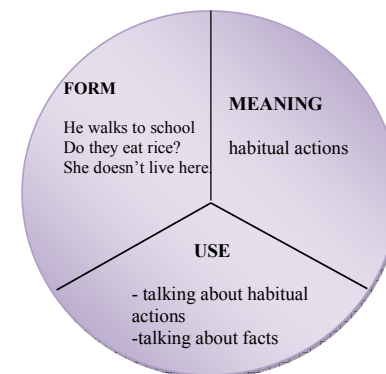 FORM
He walks to school
Do they eat rice?
She doesn't live here.
MEANING
habitual actions
USE
- talking about habitual
actions
-talking about facts